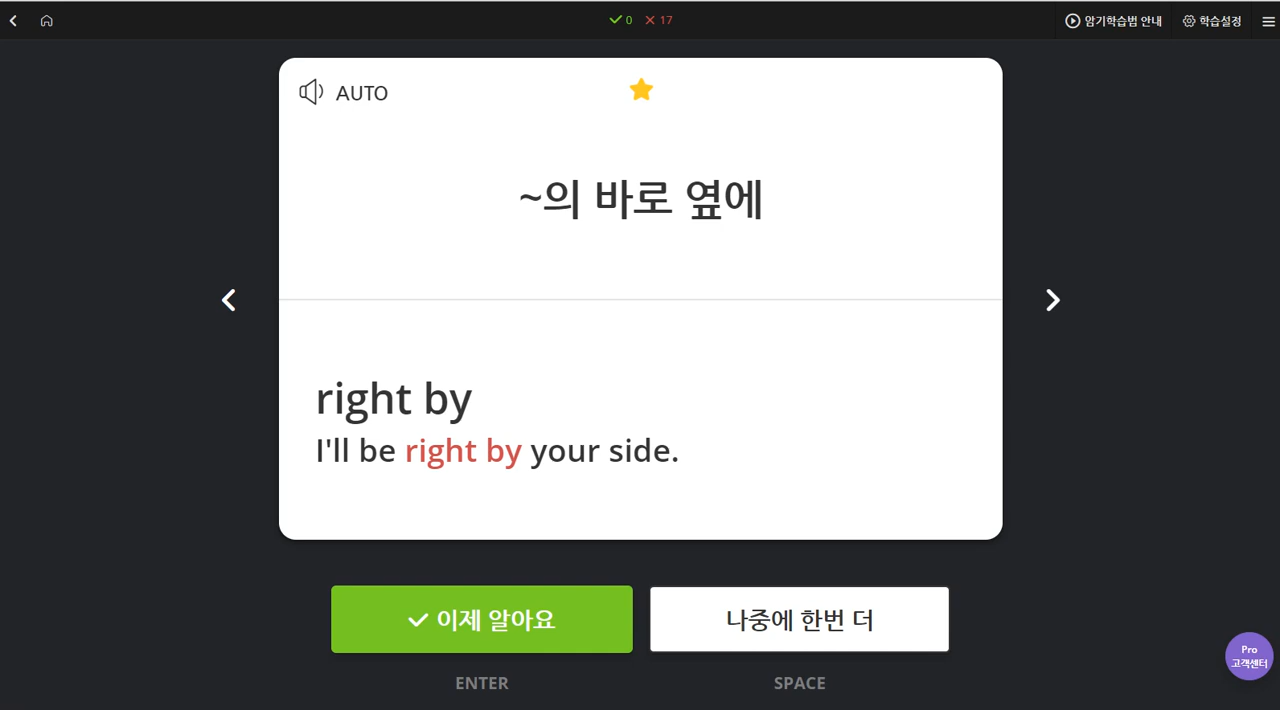 0 17 암기학습법 안내 학습설정
AUTO
~의 바로 옆에
right by
I'll be right by your side.
이제 알아요 나중에 한번 더
ENTER SPACE
Pro
고객센터